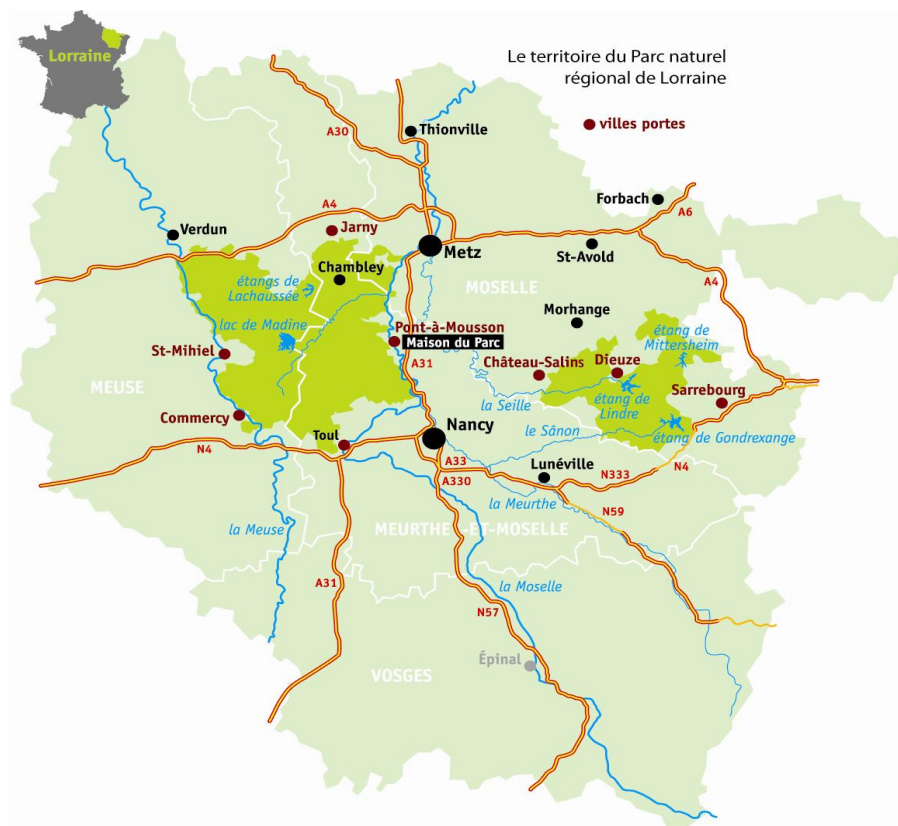 Lorraine
Le territoire du Parc naturel
régional de Lorraine
villes portes
A30
Thionville
Forbach
A4
A6
Verdun
Jarny
Metz
St-Avold
étangs de
Lachaussée
Chambley
MOSELLE
A4
Morhange
lac de Madine
Pont-à-Mousson
Maison du Parc
étang de
Mittersheim
St-Mihiel
A31
Château-Salins
Dieuze
MEUSE
Sarrebourg
la Seille
étang de
Lindre
Commercy
Toul
Nancy
le Sânon
étang de Gondrexange
N4
A33
Lunéville
N4
A330
N333
la Meurthe
N59
la Meuse
MEURTHE-ET-MOSELLE
A31
la Moselle
N57
Épinal
VOSGES